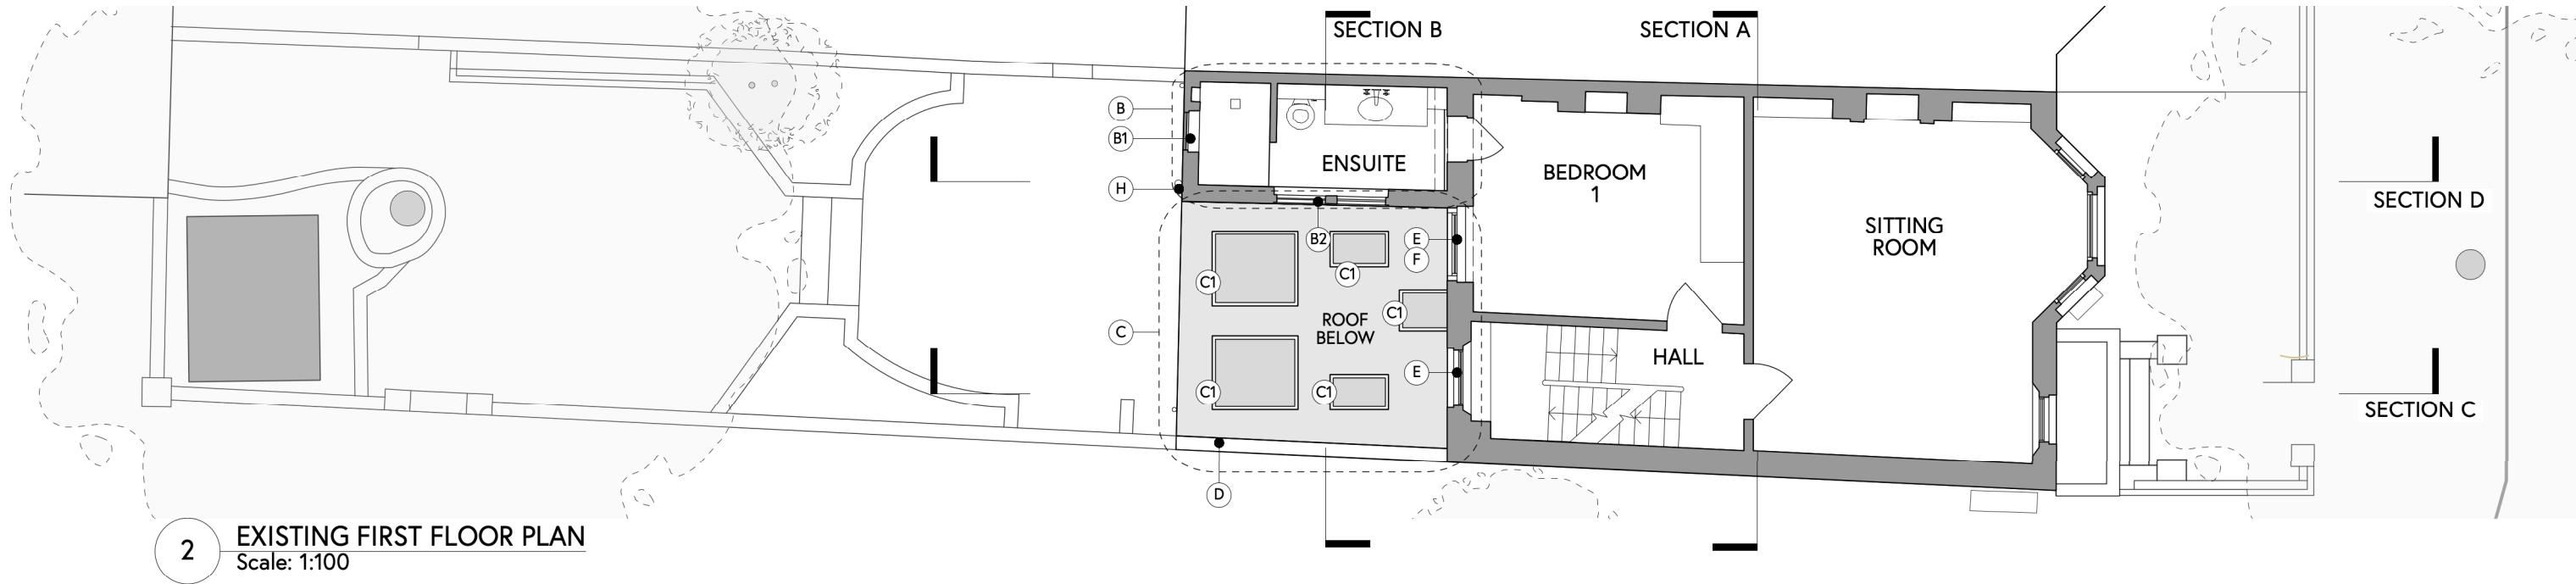 SECTION B
SECTION A
B
B1
H
ENSUITE
BEDROOM
1
SECTION D
SITTING
ROOM
B2
E
F
C1
C1
C1
C
ROOF
BELOW
HALL
E
C1
C1
SECTION C
D
2
EXISTING FIRST FLOOR PLAN
Scale: 1:100